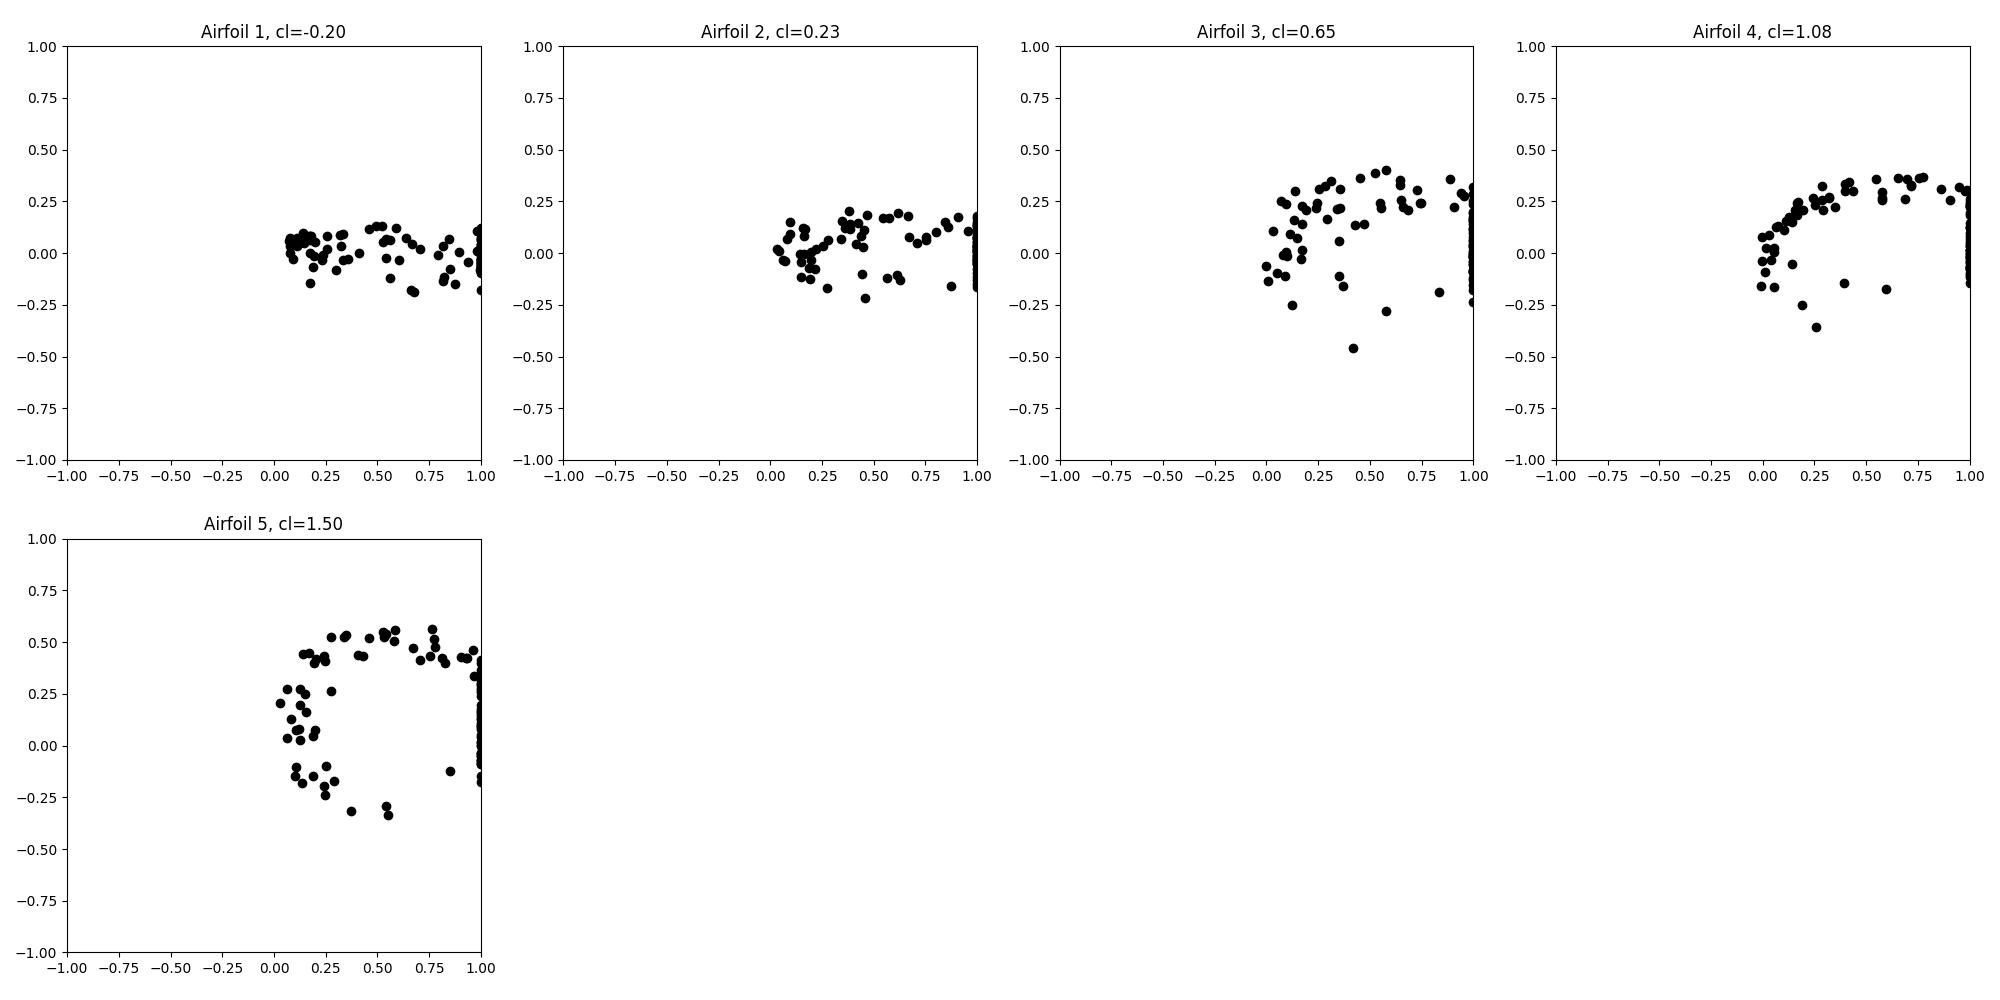 Airfoil 1, cl=-0.20
Airfoil 2, cl=0.23
Airfoil 3, cl=0.65
Airfoil 4, cl=1.08
1.00 1.00 1.00 1.00
0.75 0.75 0.75 0.75
0.50 0.50 0.50 0.50
0.25 0.25 0.25 0.25
0.00 0.00 0.00 0.00
−0.25 −0.25 −0.25 −0.25
−0.50 −0.50 −0.50 −0.50
−0.75 −0.75 −0.75 −0.75
−1.00 −1.00 −1.00 −1.00
−1.00 −0.75 −0.50 −0.25 0.00 0.25 0.50 0.75 1.00
−1.00 −0.75 −0.50 −0.25 0.00 0.25 0.50 0.75 1.00
−1.00 −0.75 −0.50 −0.25 0.00 0.25 0.50 0.75 1.00
−1.00 −0.75 −0.50 −0.25 0.00 0.25 0.50 0.75 1.00
Airfoil 5, cl=1.50
1.00
0.75
0.50
0.25
0.00
−0.25
−0.50
−0.75
−1.00
−1.00 −0.75 −0.50 −0.25 0.00 0.25 0.50 0.75 1.00